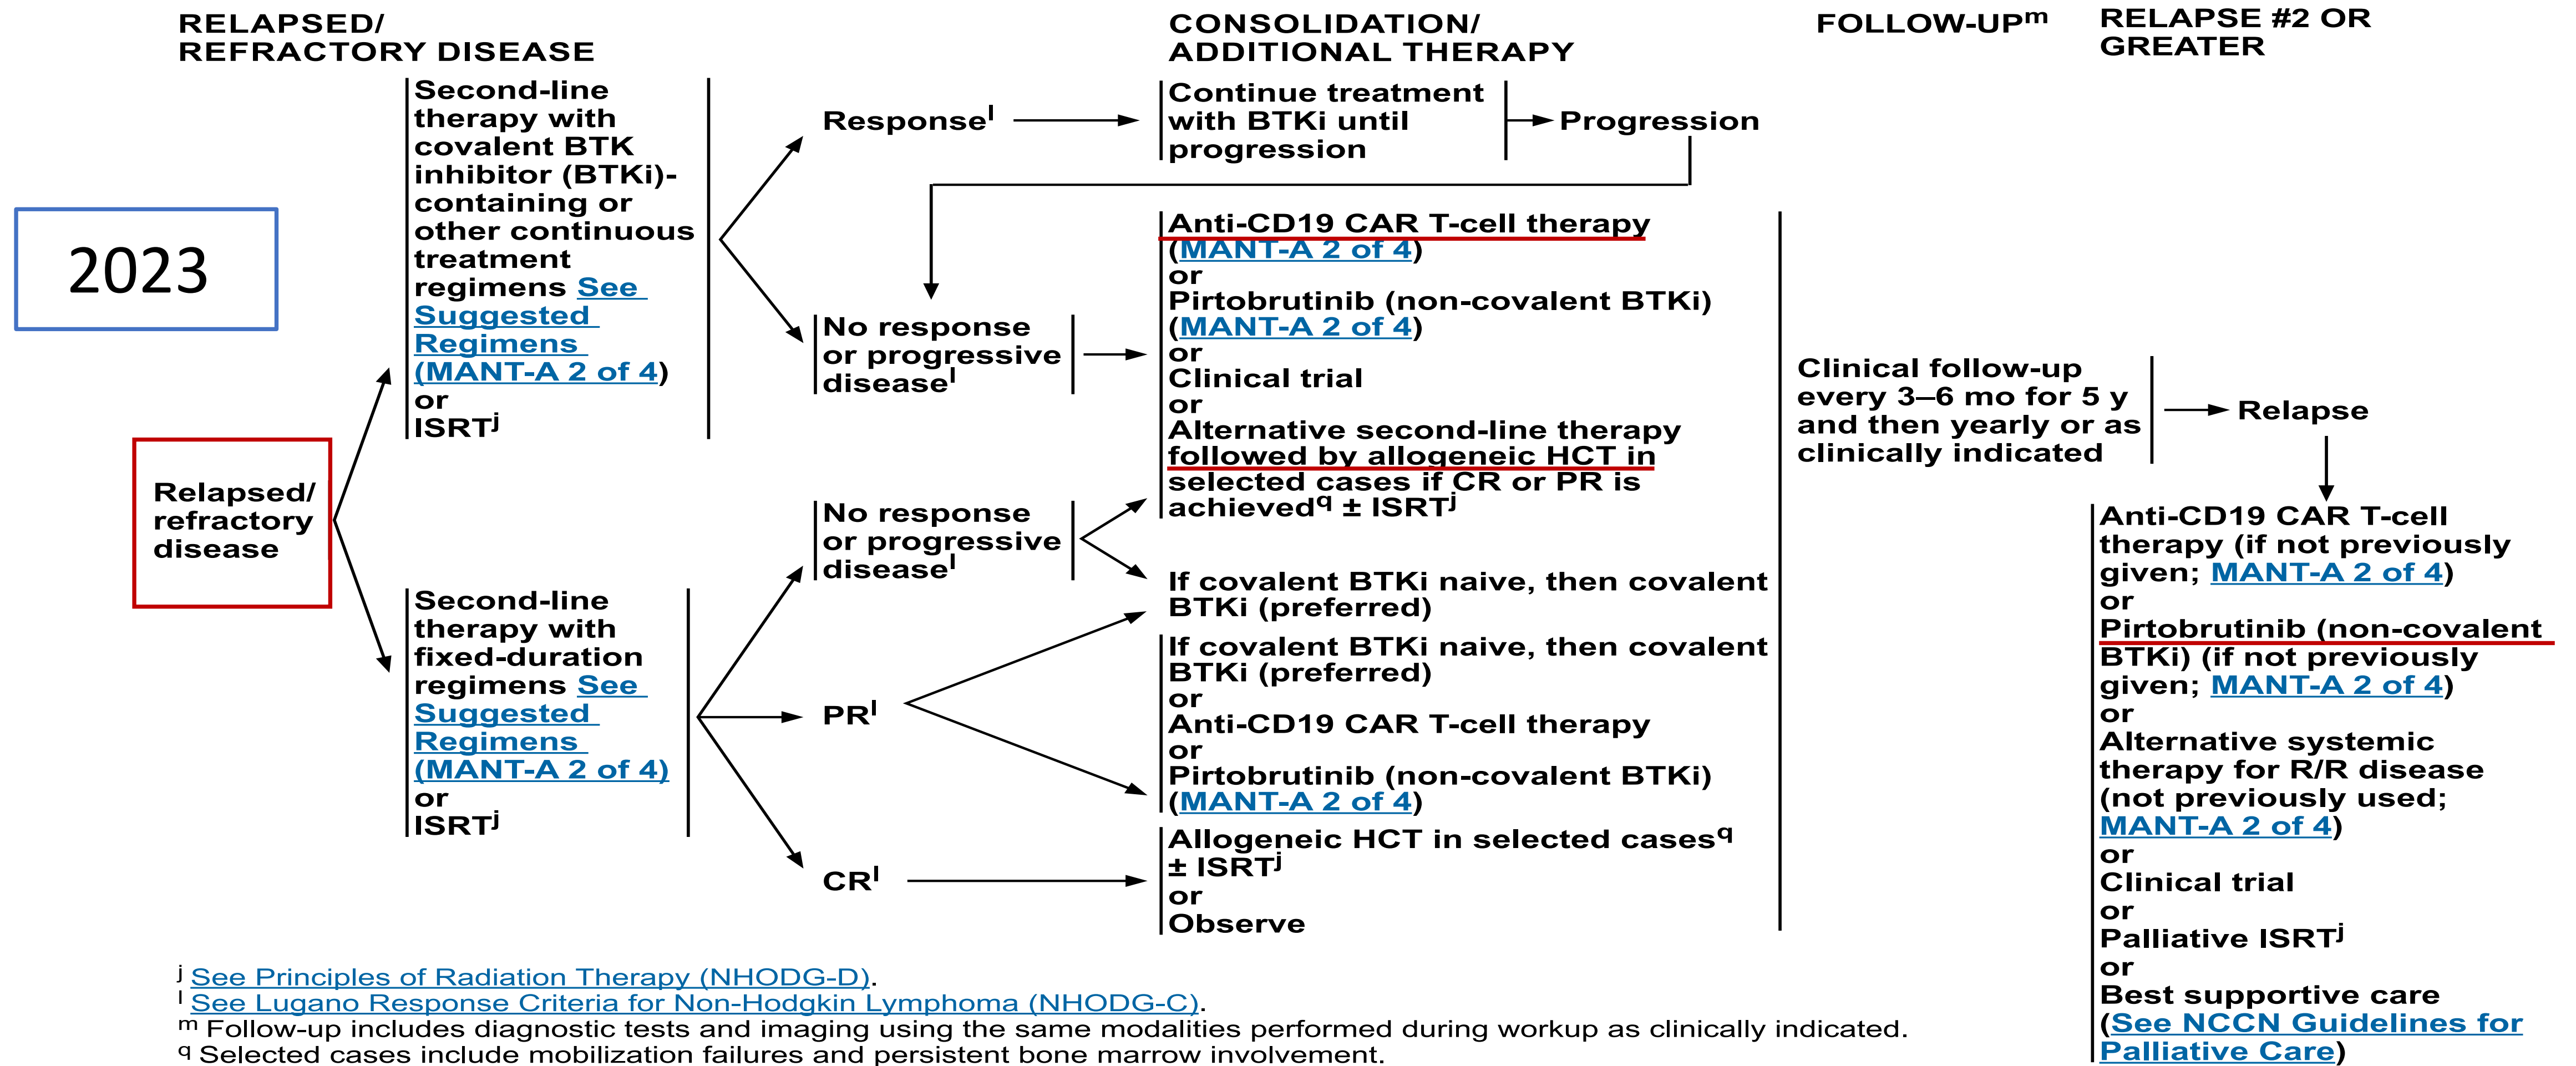 RELAPSED/
REFRACTORY DISEASE
CONSOLIDATION/
ADDITIONAL THERAPY
FOLLOW-UPᵐ
RELAPSE #2 OR
GREATER
2023
Relapsed/
refractory
disease
Second-line
therapy with
covalent BTK
inhibitor (BTKi)-
containing or
other continuous
treatment
regimens See
Suggested
Regimens
(MANT-A 2 of 4)
or
ISRTʲ
Second-line
therapy with
fixed-duration
regimens See
Suggested
Regimens
(MANT-A 2 of 4)
or
ISRTʲ
Responseˡ
No response
or progressive
diseaseˡ
No response
or progressive
diseaseˡ
PRˡ
CRˡ
Continue treatment
with BTKi until
progression
Progression
Anti-CD19 CAR T-cell therapy
(MANT-A 2 of 4)
or
Pirtobrutinib (non-covalent BTKi)
(MANT-A 2 of 4)
or
Clinical trial
or
Alternative second-line therapy
followed by allogeneic HCT in
selected cases if CR or PR is
achieved𐞥 ± ISRTʲ
If covalent BTKi naive, then covalent
BTKi (preferred)
If covalent BTKi naive, then covalent
BTKi (preferred)
or
Anti-CD19 CAR T-cell therapy
or
Pirtobrutinib (non-covalent BTKi)
(MANT-A 2 of 4)
Allogeneic HCT in selected cases𐞥
± ISRTʲ
or
Observe
Clinical follow-up
every 3–6 mo for 5 y
and then yearly or as
clinically indicated
Relapse
Anti-CD19 CAR T-cell
therapy (if not previously
given; MANT-A 2 of 4)
or
Pirtobrutinib (non-covalent
BTKi) (if not previously
given; MANT-A 2 of 4)
or
Alternative systemic
therapy for R/R disease
(not previously used;
MANT-A 2 of 4)
or
Clinical trial
or
Palliative ISRTʲ
or
Best supportive care
(See NCCN Guidelines for
Palliative Care)
ʲ See Principles of Radiation Therapy (NHODG-D).
ˡ See Lugano Response Criteria for Non-Hodgkin Lymphoma (NHODG-C).
ᵐ Follow-up includes diagnostic tests and imaging using the same modalities performed during workup as clinically indicated.
𐞥 Selected cases include mobilization failures and persistent bone marrow involvement.